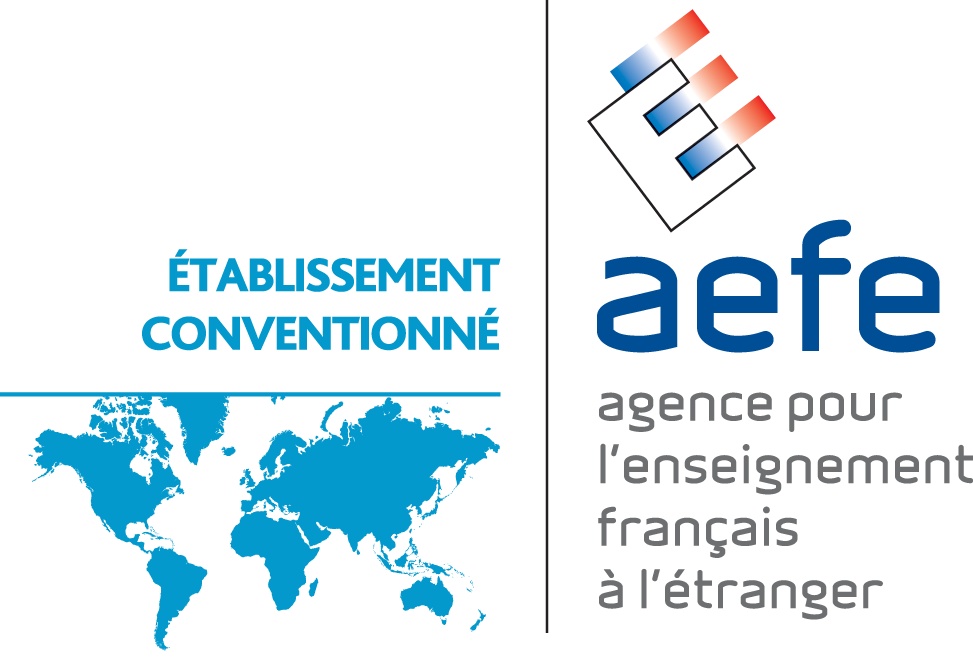 ÉTABLISSEMENT
CONVENTIONNÉ
aefe
agence pour
l'enseignement
français
à l'étranger